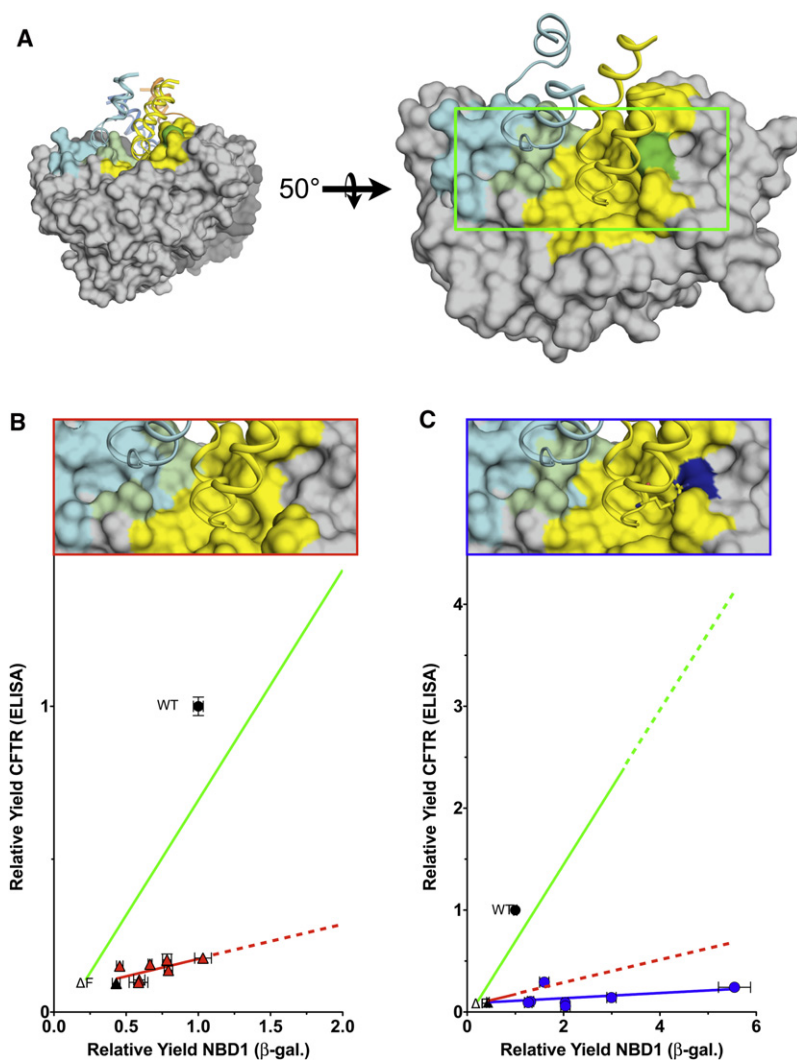 A
50°
B
C
Relative Yield CFTR (ELISA)
1
0
WT
ΔF
0.0 0.5 1.0 1.5 2.0
Relative Yield NBD1 (β-gal.)
Relative Yield CFTR (ELISA)
4
3
2
1
0
WT
Δ
0 2 4 6
Relative Yield NBD1 (β-gal.)